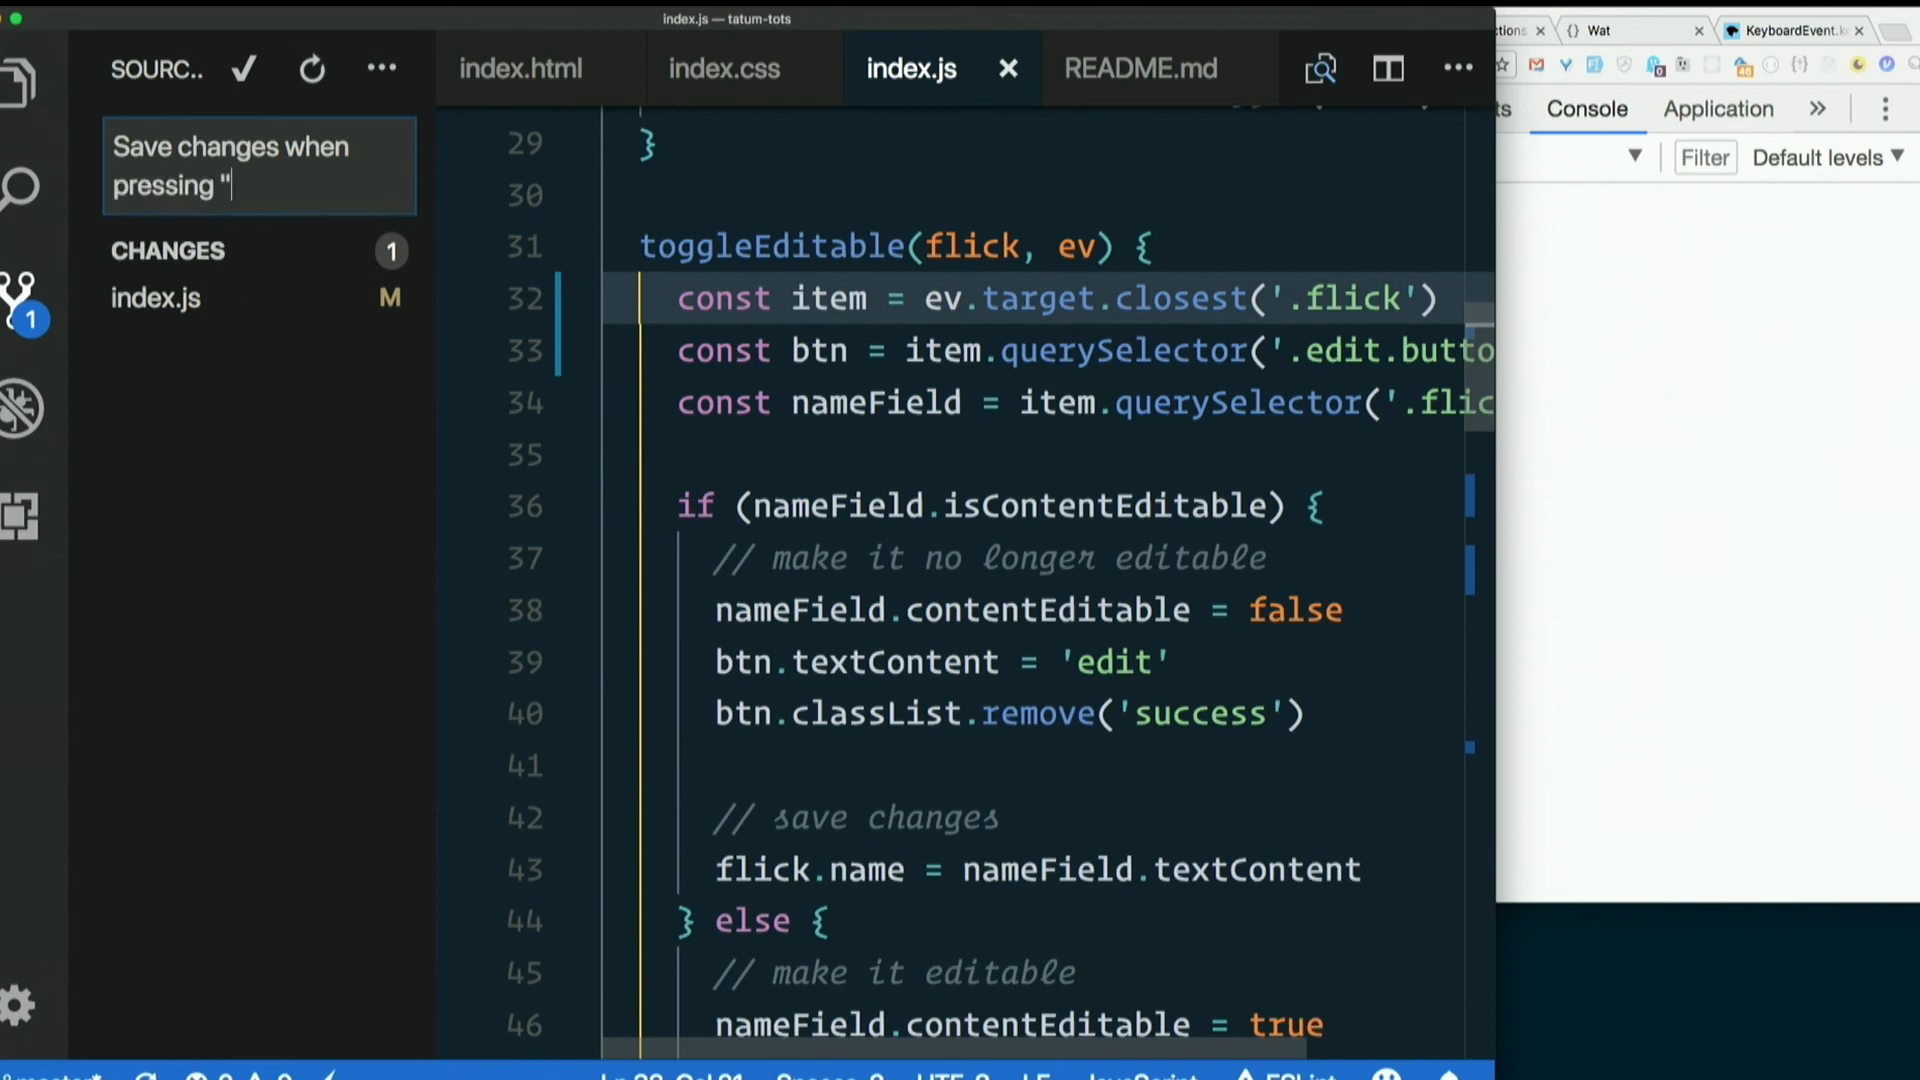 index.js — tatum-tots
SOURC..
Save changes when
pressing "
CHANGES 1
index.js M
1
index.html
index.css
index.js
README.md
29 }
30
31 toggleEditable(flick, ev) {
32 const item = ev.target.closest('.flick')
33 const btn = item.querySelector('.edit.butto
34 const nameField = item.querySelector('.flic
35
36 if (nameField.isContentEditable) {
37 // make it no longer editable
38 nameField.contentEditable = false
39 btn.textContent = 'edit'
40 btn.classList.remove('success')
41
42 // save changes
43 flick.name = nameField.textContent
44 } else {
45 // make it editable
46 nameField.contentEditable = true
tions
{} Wat
KeyboardEvent.k
0
46
ts
Console
Application
Filter
Default levels